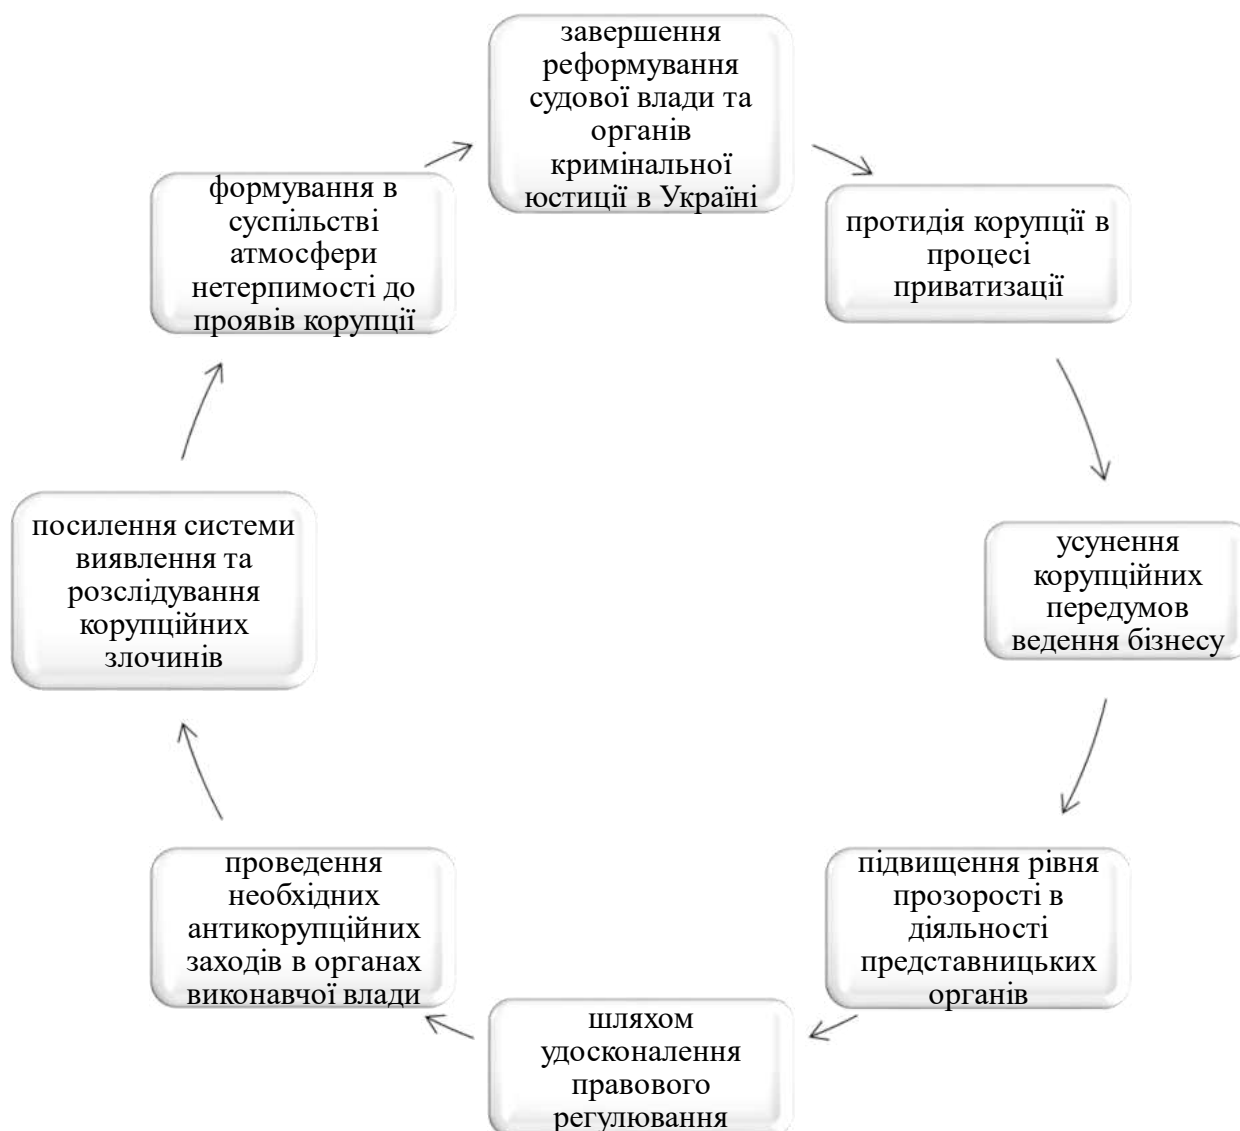 завершення
реформування
судової влади та
органів
кримінальної
юстиції в Україні
протидія корупції в
процесі
приватизації
усунення
корупційних
передумов
ведення бізнесу
підвищення рівня
прозорості в
діяльності
представницьких
органів
шляхом
удосконалення
правового
регулювання
проведення
необхідних
антикорупційних
заходів в органах
виконавчої влади
посилення системи
виявлення та
розслідування
корупційних
злочинів
формування в
суспільстві
атмосфери
нетерпимості до
проявів корупції